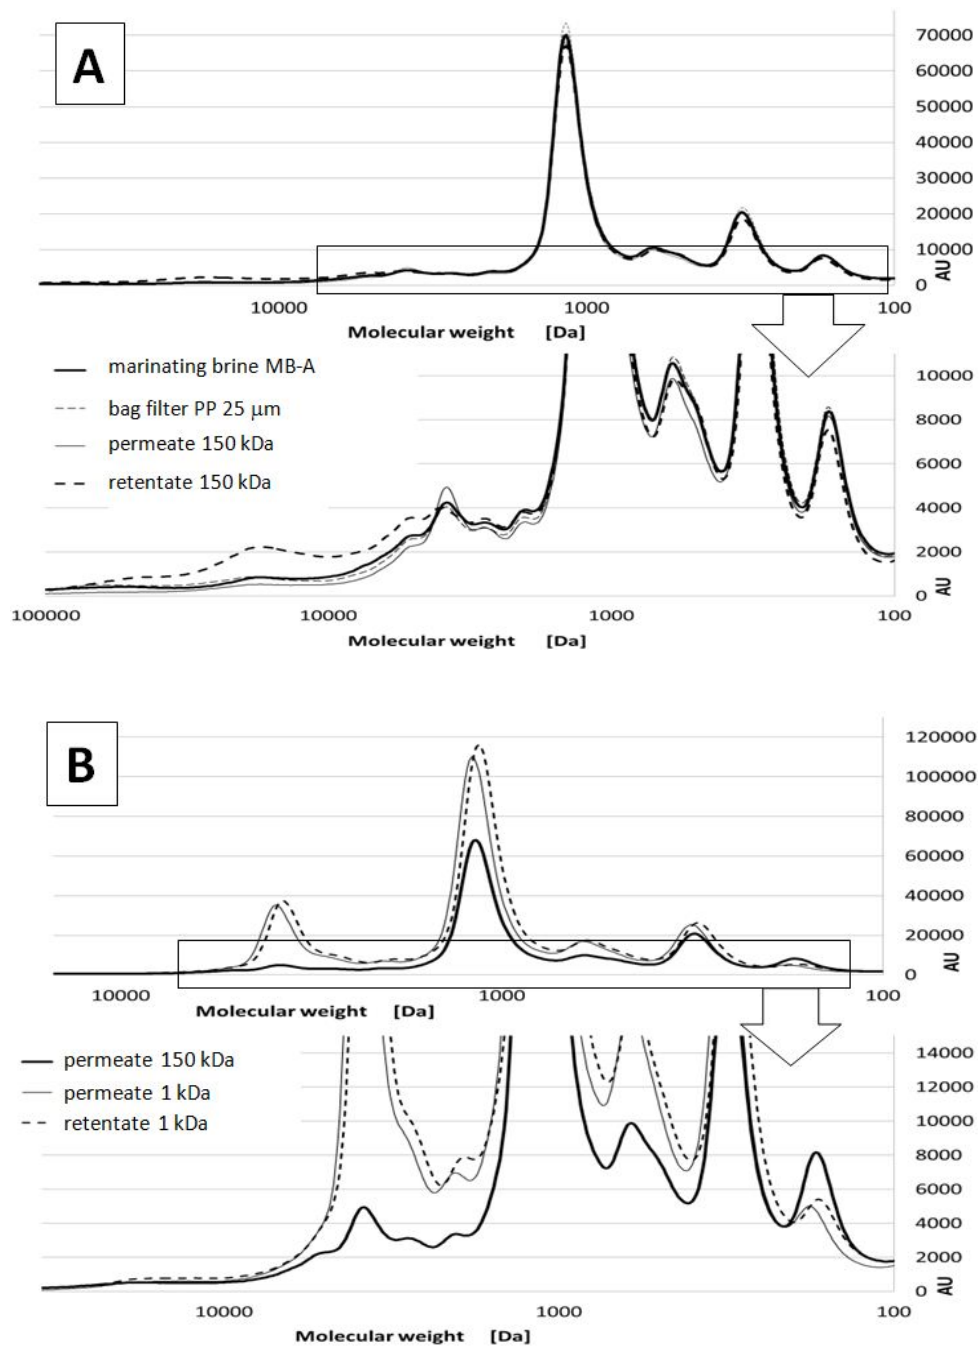 A
70000
60000
50000
40000
30000
20000
10000
0
AU
10000 1000 100
Molecular weight [Da]
marinating brine MB-A
bag filter PP 25 μm
permeate 150 kDa
retentate 150 kDa
10000
8000
6000
4000
2000
0
AU
100000 10000 1000 100
Molecular weight [Da]
B
120000
100000
80000
60000
40000
20000
0
AU
10000 1000 100
Molecular weight [Da]
permeate 150 kDa
permeate 1 kDa
retentate 1 kDa
14000
12000
10000
8000
6000
4000
2000
0
AU
10000 1000 100
Molecular weight [Da]